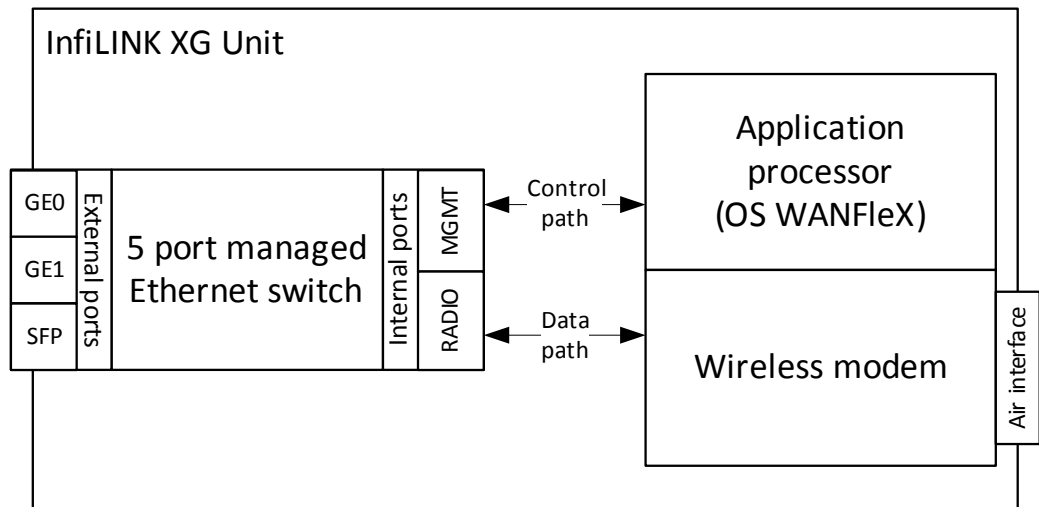 InfiLINK XG Unit
GE0
GE1
SFP
External ports
5 port managed
Ethernet switch
Internal ports
MGMT
RADIO
Control
path
Data
path
Application
processor
(OS WANFleX)
Wireless modem
Air interface